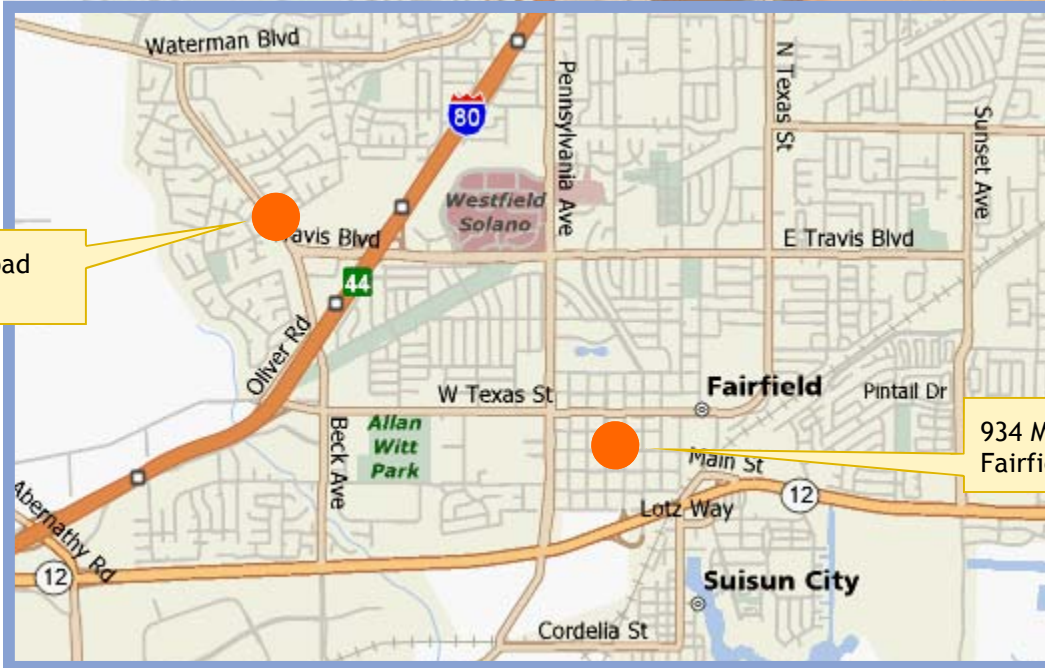 Waterman Blvd
80
Pennsylvania Ave
N Texas St
Sunset Ave
Westfield
Solano
Travis Blvd
E Travis Blvd
44
Oliver Rd
W Texas St
Fairfield
Pintail Dr
Beck Ave
Allan
Witt
Park
934
Main St
12
Lotz Way
Abernathy Rd
12
Suisun City
Cordelia St